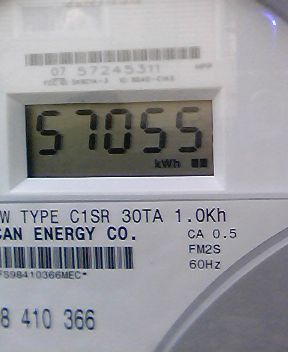 07 57245311
57055
kWh
W TYPE C1SR 30TA 1.0Kh
CAN ENERGY CO.
CA 0.5
FM2S
60Hz
FS98410366MEC*
8 410 366